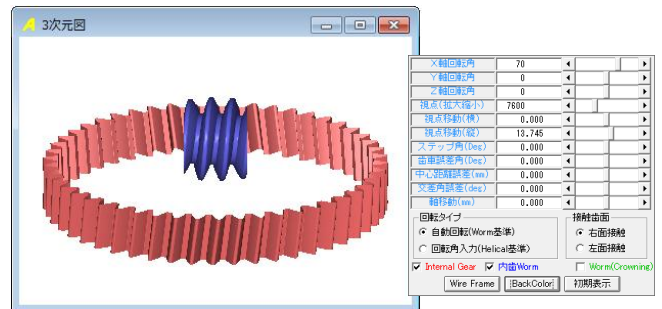 3次元図
X軸回転角 70
Y軸回転角 0
Z軸回転角 0
視点(拡大縮小) 7600
視点移動(横) 0.000
視点移動(縦) 13.745
ステップ角(Deg) 0.000
歯車誤差角(Deg) 0.000
中心距離誤差(mm) 0.000
交差角誤差(deg) 0.000
軸移動(mm) 0.000
回転タイプ 接触歯面
自動回転(Worm基準) 右面接触
回転角入力(Helical基準) 左面接触
Internal Gear 内歯Worm Worm(Crowning)
Wire Frame BackColor 初期表示